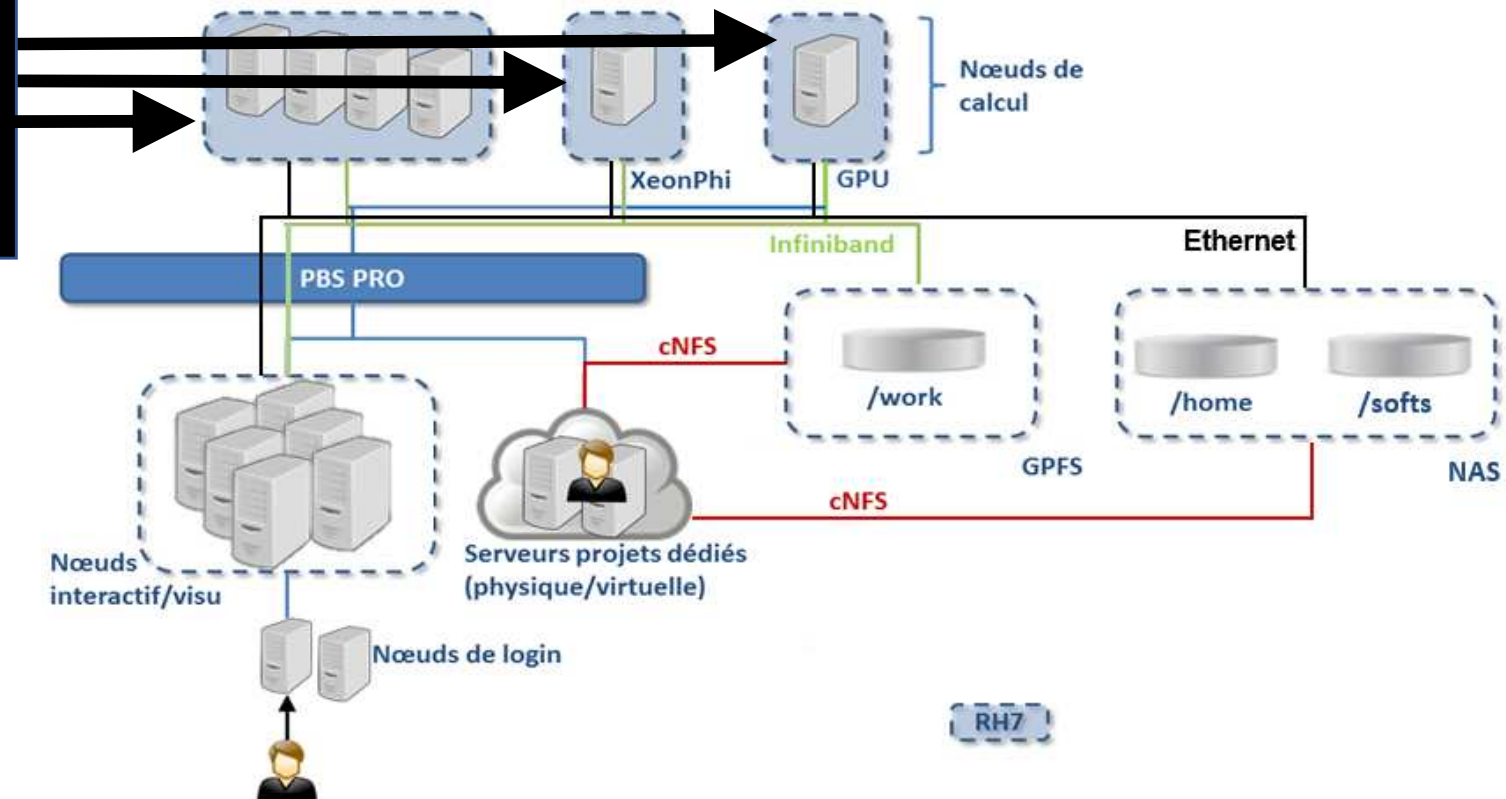 Nœuds de
calcul
XeonPhi
GPU
Infiniband
Ethernet
PBS PRO
cNFS
/work
/home
/softs
GPFS
NAS
cNFS
Nœuds
interactif/visu
Serveurs projets dédiés
(physique/virtuelle)
Nœuds de login
RH7